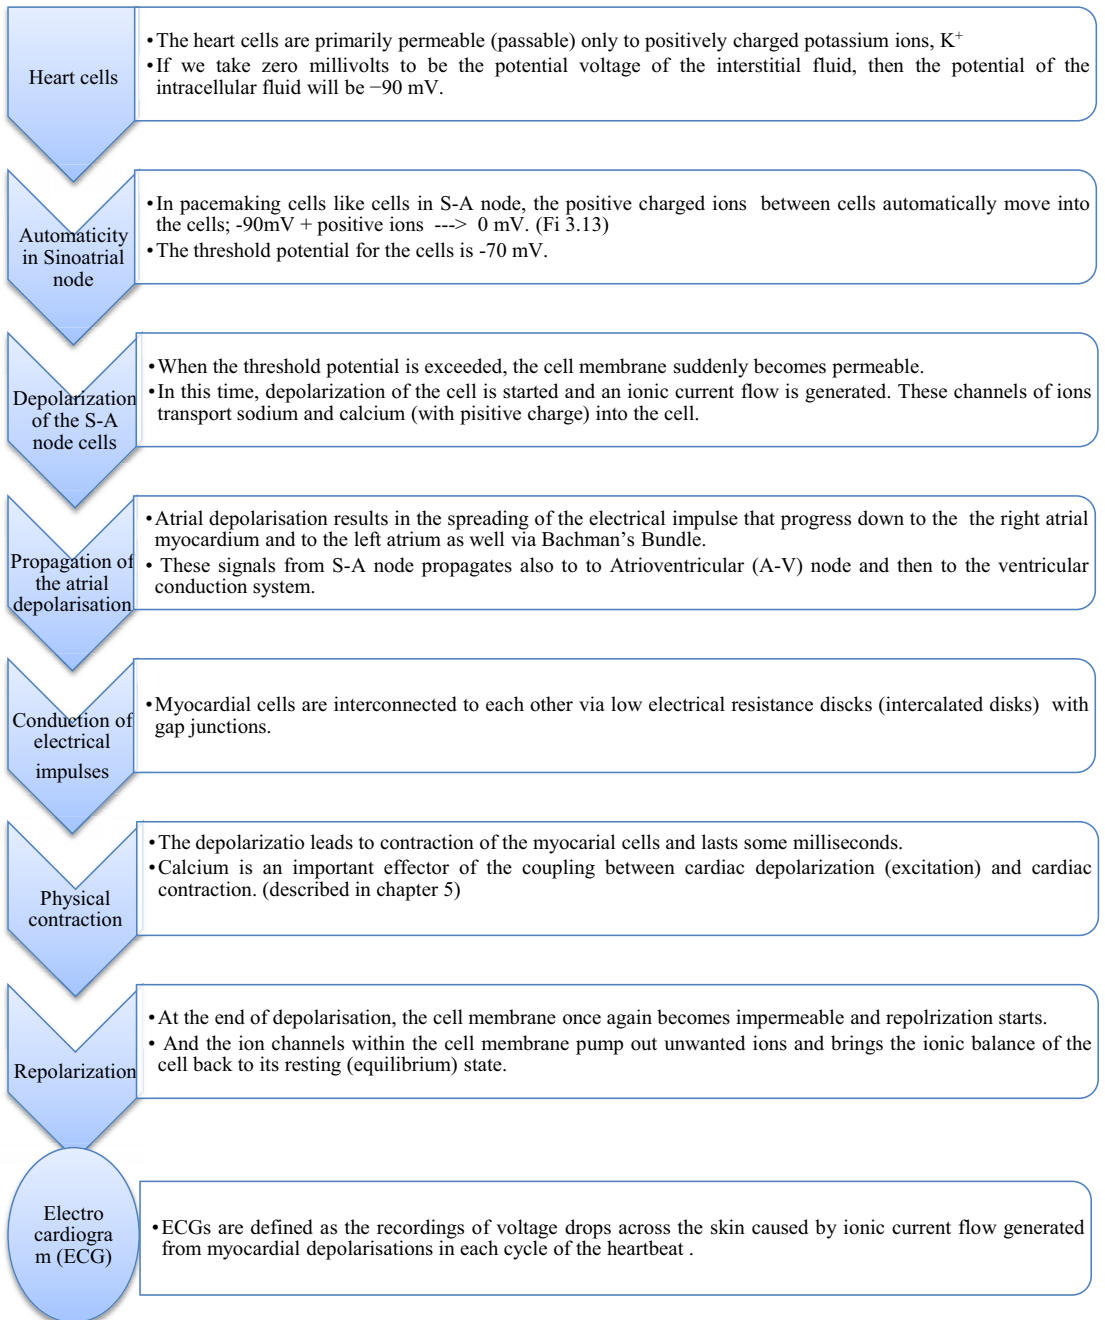 Heart cells
•The heart cells are primarily permeable (passable) only to positively charged potassium ions, K⁺
•If we take zero millivolts to be the potential voltage of the interstitial fluid, then the potential of the
intracellular fluid will be −90 mV.
Automaticity
in Sinoatrial
node
•In pacemaking cells like cells in S-A node, the positive charged ions between cells automatically move into
the cells; -90mV + positive ions ---> 0 mV. (Fi 3.13)
•The threshold potential for the cells is -70 mV.
Depolarization
of the S-A
node cells
•When the threshold potential is exceeded, the cell membrane suddenly becomes permeable.
•In this time, depolarization of the cell is started and an ionic current flow is generated. These channels of ions
transport sodium and calcium (with pisitive charge) into the cell.
Propagation of
the atrial
depolarisation
•Atrial depolarisation results in the spreading of the electrical impulse that progress down to the the right atrial
myocardium and to the left atrium as well via Bachman's Bundle.
• These signals from S-A node propagates also to to Atrioventricular (A-V) node and then to the ventricular
conduction system.
Conduction of
electrical
impulses
•Myocardial cells are interconnected to each other via low electrical resistance discks (intercalated disks) with
gap junctions.
Physical
contraction
•The depolarizatio leads to contraction of the myocarial cells and lasts some milliseconds.
•Calcium is an important effector of the coupling between cardiac depolarization (excitation) and cardiac
contraction. (described in chapter 5)
Repolarization
•At the end of depolarisation, the cell membrane once again becomes impermeable and repolrization starts.
• And the ion channels within the cell membrane pump out unwanted ions and brings the ionic balance of the
cell back to its resting (equilibrium) state.
Electro
cardiogra
m (ECG)
•ECGs are defined as the recordings of voltage drops across the skin caused by ionic current flow generated
from myocardial depolarisations in each cycle of the heartbeat .